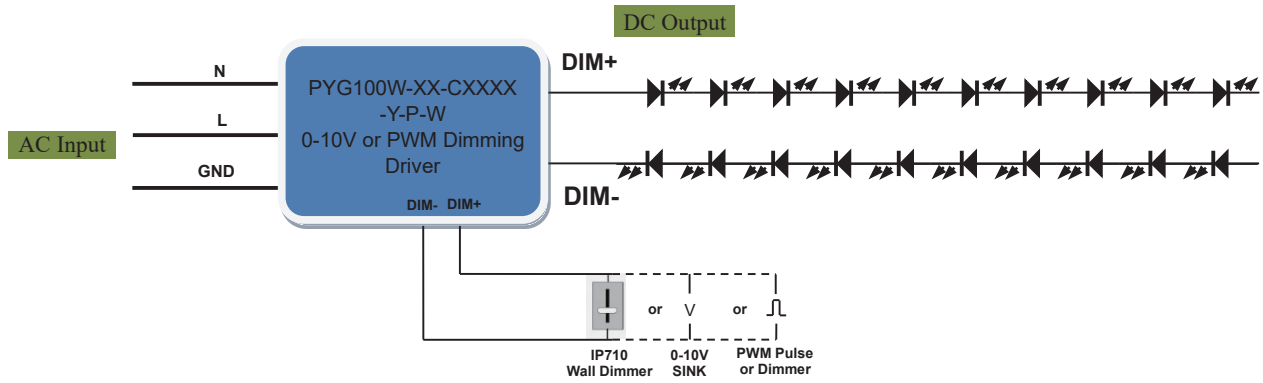 DC Output
DIM+
N
L
AC Input
GND
PYG100W-XX-CXXXX
-Y-P-W
0-10V or PWM Dimming
Driver
DIM- DIM+
DIM-
or V or
IP710
Wall Dimmer
0-10V
SINK
PWM Pulse
or Dimmer